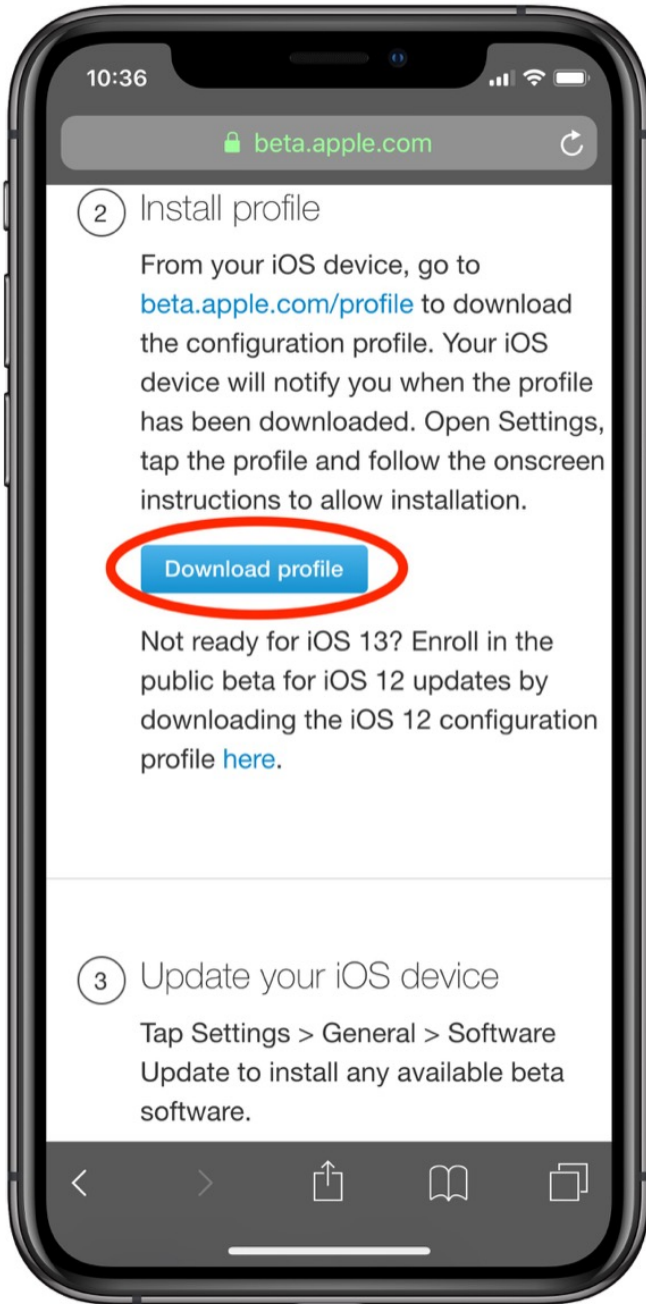 10:36
beta.apple.com
2 Install profile
From your iOS device, go to
beta.apple.com/profile to download
the configuration profile. Your iOS
device will notify you when the profile
has been downloaded. Open Settings,
tap the profile and follow the onscreen
instructions to allow installation.
Download profile
Not ready for iOS 13? Enroll in the
public beta for iOS 12 updates by
downloading the iOS 12 configuration
profile here.
3 Update your iOS device
Tap Settings > General > Software
Update to install any available beta
software.